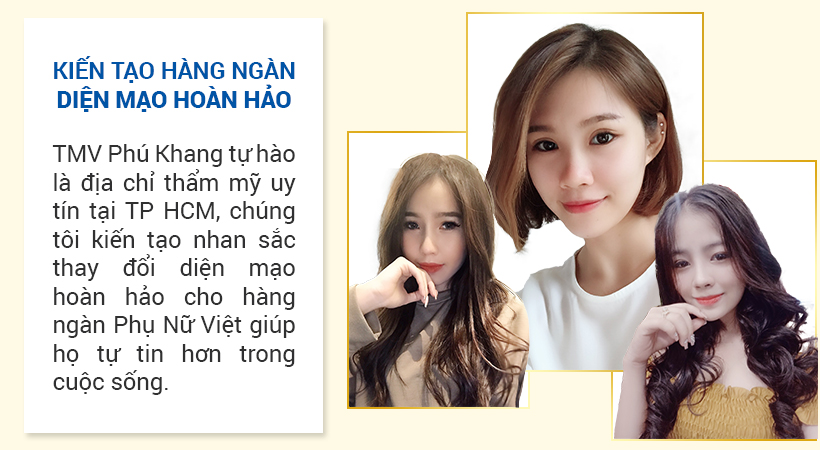 KIẾN TẠO HÀNG NGÀN
DIỆN MẠO HOÀN HẢO
TMV Phú Khang tự hào
là địa chỉ thẩm mỹ uy
tín tại TP HCM, chúng
tôi kiến tạo nhan sắc
thay đổi diện mạo
hoàn hảo cho hàng
ngàn Phụ Nữ Việt giúp
họ tự tin hơn trong
cuộc sống.